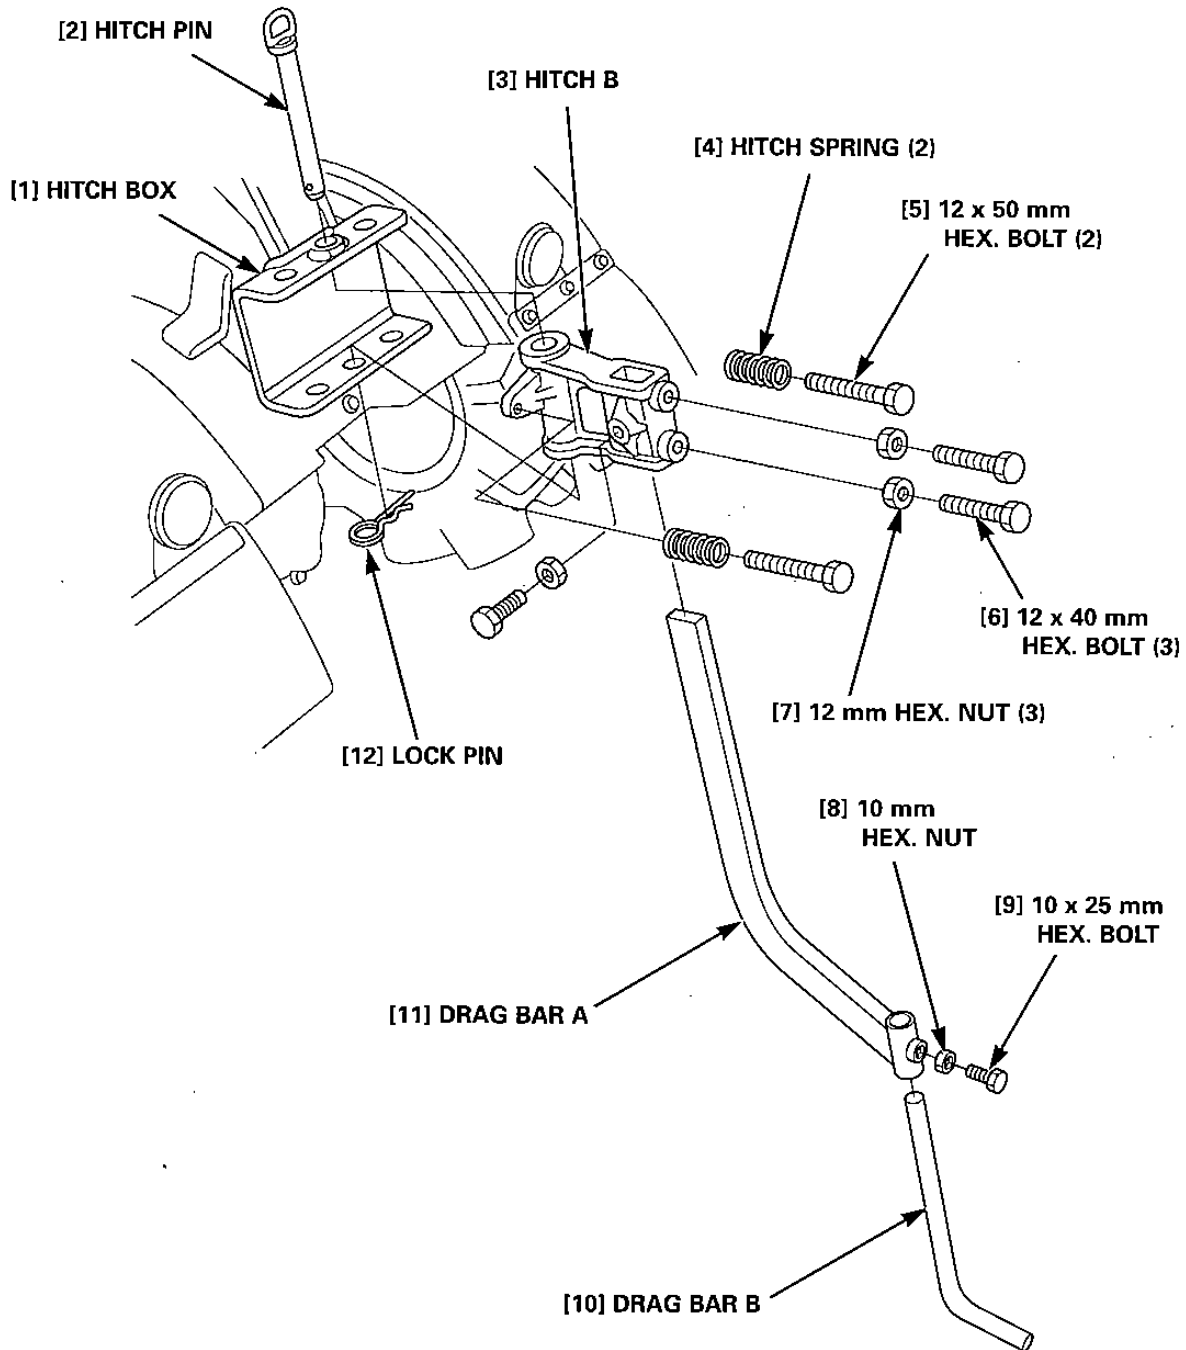 [2] HITCH PIN
[3] HITCH B
[4] HITCH SPRING (2)
[1] HITCH BOX
[5] 12 x 50 mm
HEX. BOLT (2)
[6] 12 x 40 mm
HEX. BOLT (3)
[7] 12 mm HEX. NUT (3)
[12] LOCK PIN
[8] 10 mm
HEX. NUT
[9] 10 x 25 mm
HEX. BOLT
[11] DRAG BAR A
[10] DRAG BAR B